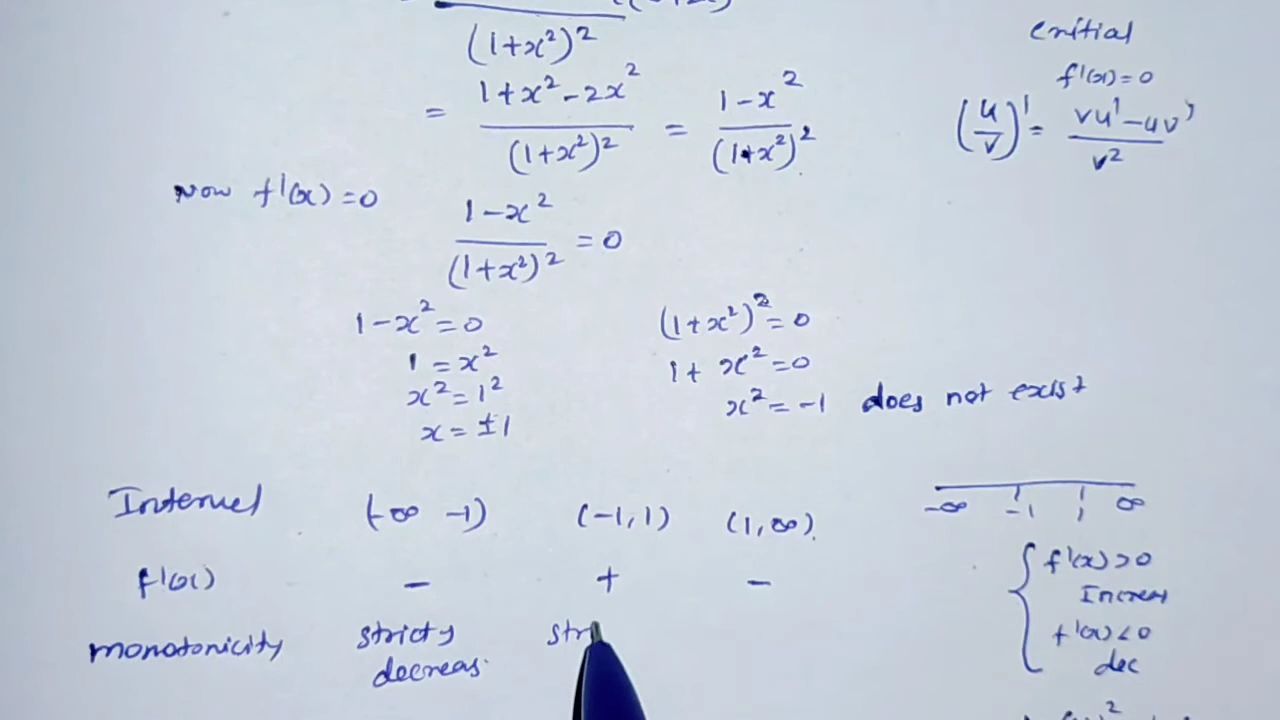 (1+x²)²
= 1+x²-2x² / (1+x²)² = 1-x² / (1+x²)²
critical
f'(x)=0
(u/v)' = vu'-uv' / v²
Now f'(x)=0
1-x² / (1+x²)² = 0
1-x²=0
1=x²
x²=1²
x=±1
(1+x²)²=0
1+x²=0
x²=-1 does not exist
Interval (-∞ -1) (-1,1) (1,∞)
f'(x) - + -
monotonicity stricty decreas. str
-∞ -1 1 ∞
f'(x)>0
Increas
f'(x)<0
dec